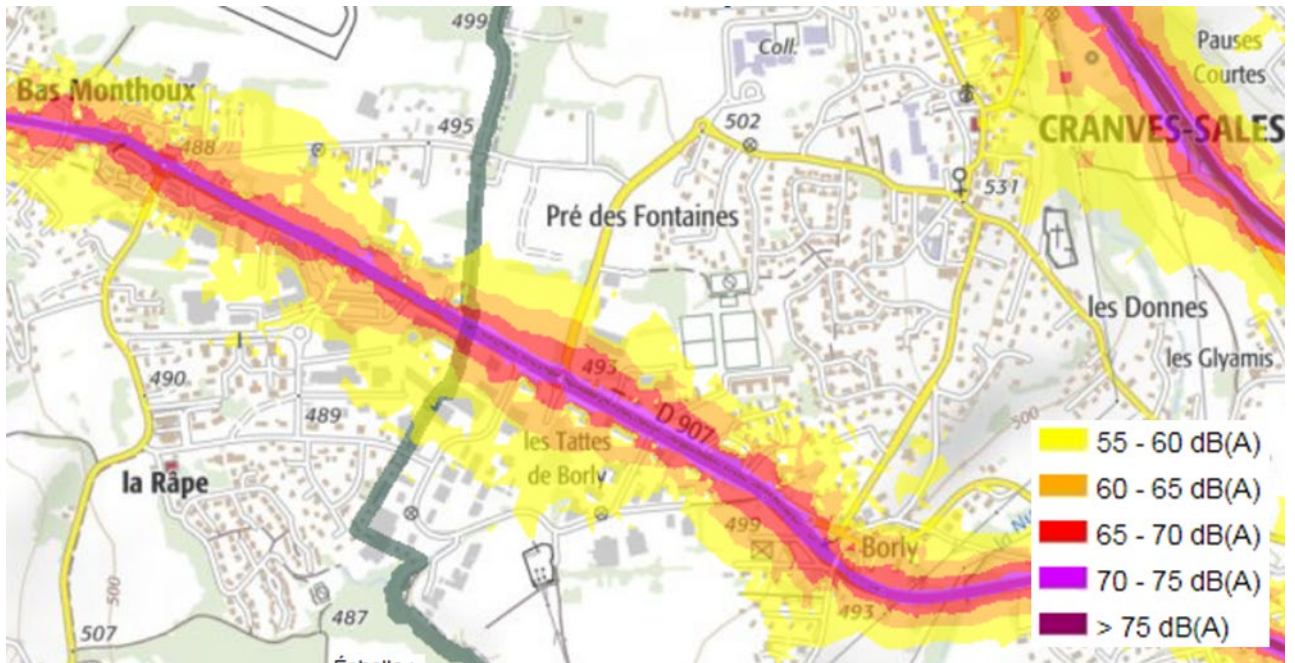 499
Coll.
Pauses
Courtes
Bas Monthoux
495
502
CRANVES-SALES
488
531
Pré des Fontaines
les Donnes
les Glyamis
490
493
489
D 907
500
les Tattes
de Borly
la Râpe
499
Borly
493
500
487
507
55 - 60 dB(A)
60 - 65 dB(A)
65 - 70 dB(A)
70 - 75 dB(A)
> 75 dB(A)